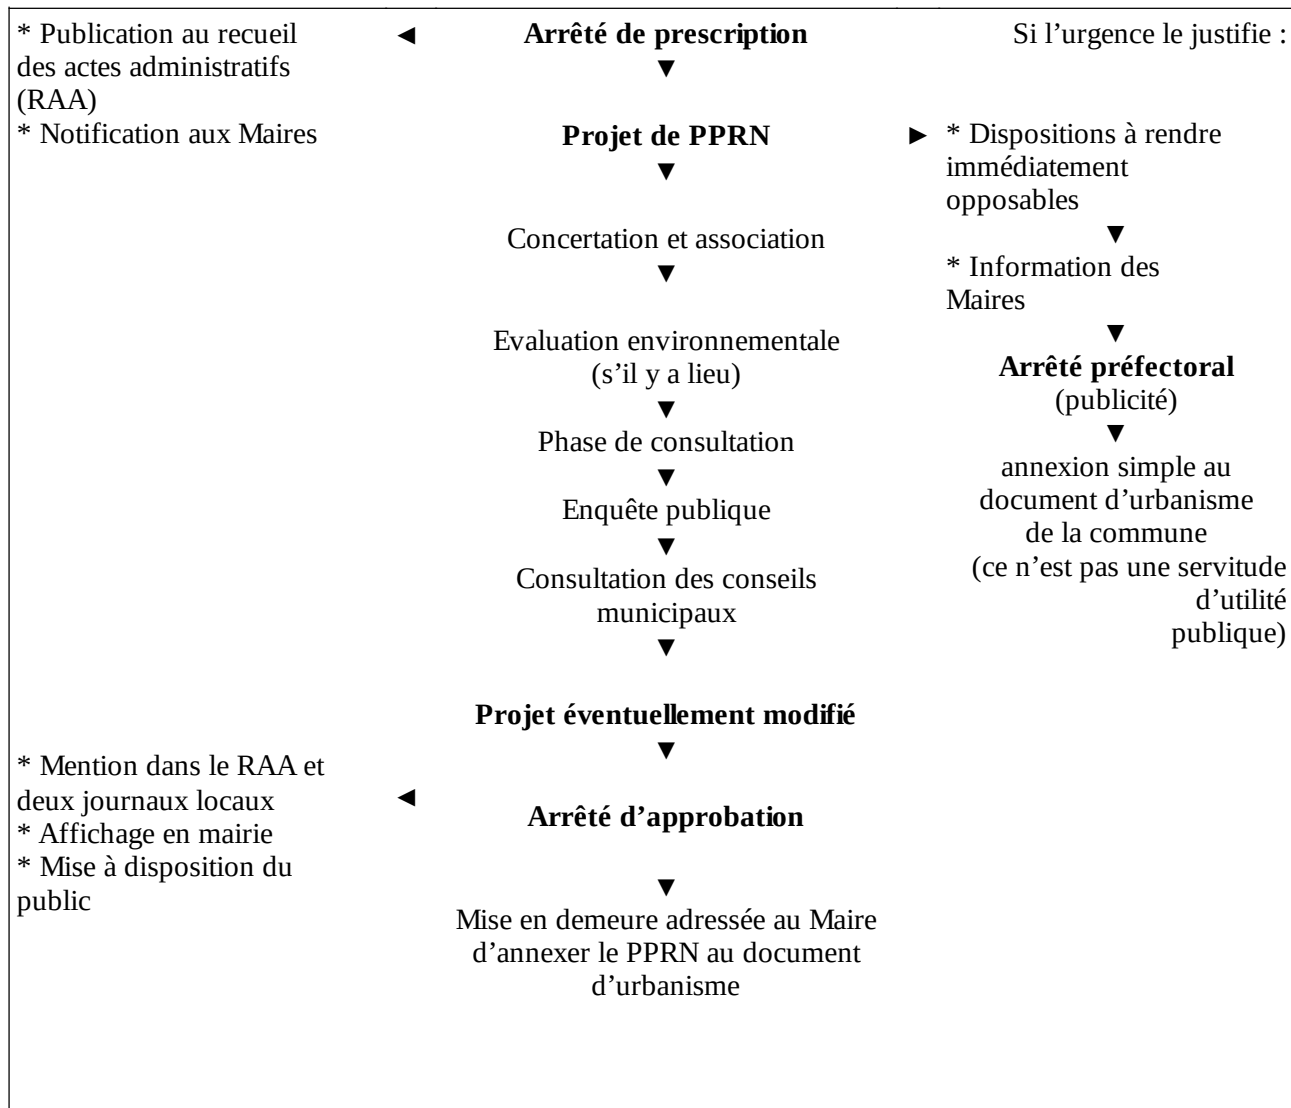 * Publication au recueil
des actes administratifs
(RAA)
* Notification aux Maires
◄
Arrêté de prescription
▼
Projet de PPRN
▼
Concertation et association
▼
Evaluation environnementale
(s’il y a lieu)
▼
Phase de consultation
▼
Enquête publique
▼
Consultation des conseils
municipaux
▼
Projet éventuellement modifié
▼
Arrêté d’approbation
▼
Mise en demeure adressée au Maire
d’annexer le PPRN au document
d’urbanisme
Si l’urgence le justifie :
►
* Dispositions à rendre
immédiatement
opposables
▼
* Information des
Maires
▼
Arrêté préfectoral
(publicité)
▼
annexion simple au
document d’urbanisme
de la commune
(ce n’est pas une servitude
d’utilité
publique)
* Mention dans le RAA et
deux journaux locaux
* Affichage en mairie
* Mise à disposition du
public
◄